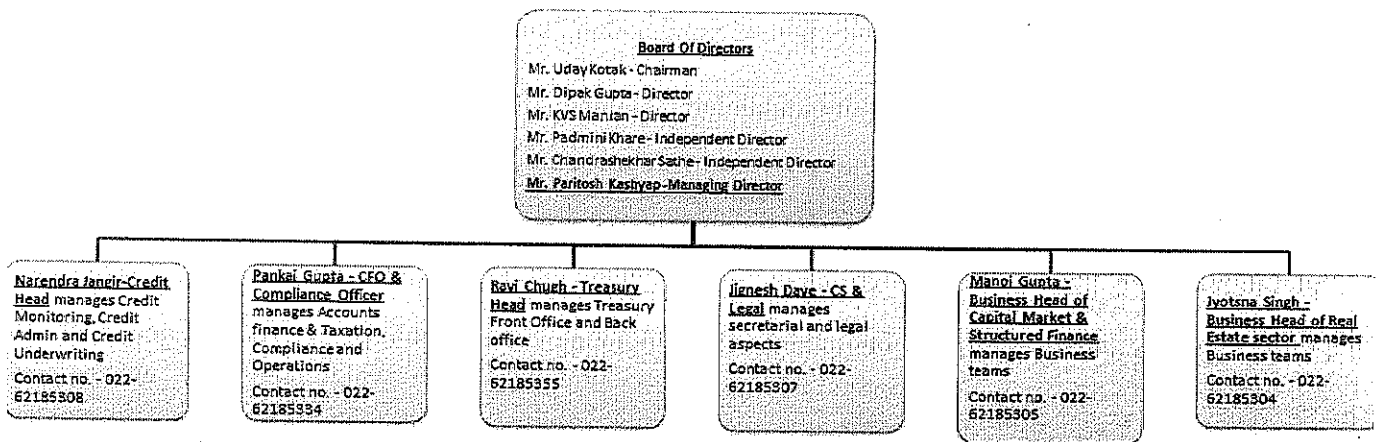 Board Of Directors
Mr. Uday Kotak - Chairman
Mr. Dipak Gupta - Director
Mr. KVS Manian - Director
Mr. Padmini Khare - Independent Director
Mr. Chandrashekhar Sathe - Independent Director
Mr. Paritosh Kashyap -Managing Director
Narendra Jangir-Credit
Head manages Credit
Monitoring, Credit
Admin and Credit
Underwriting
Contact no. - 022-
62185308
Pankaj Gupta - CFO &
Compliance Officer
manages Accounts
finance & Taxation,
Compliance and
Operations
Contact no. - 022-
62185334
Ravi Chugh - Treasury
Head manages Treasury
Front Office and Back
office
Contact no. - 022-
62185355
Jignesh Dave - CS &
Legal manages
secretarial and legal
aspects
Contact no. - 022-
62185307
Manoj Gupta -
Business Head of
Capital Market &
Structured Finance
manages Business
teams
Contact no. - 022-
62185305
Jyotsna Singh -
Business Head of Real
Estate sector manages
Business teams
Contact no. - 022-
62185304